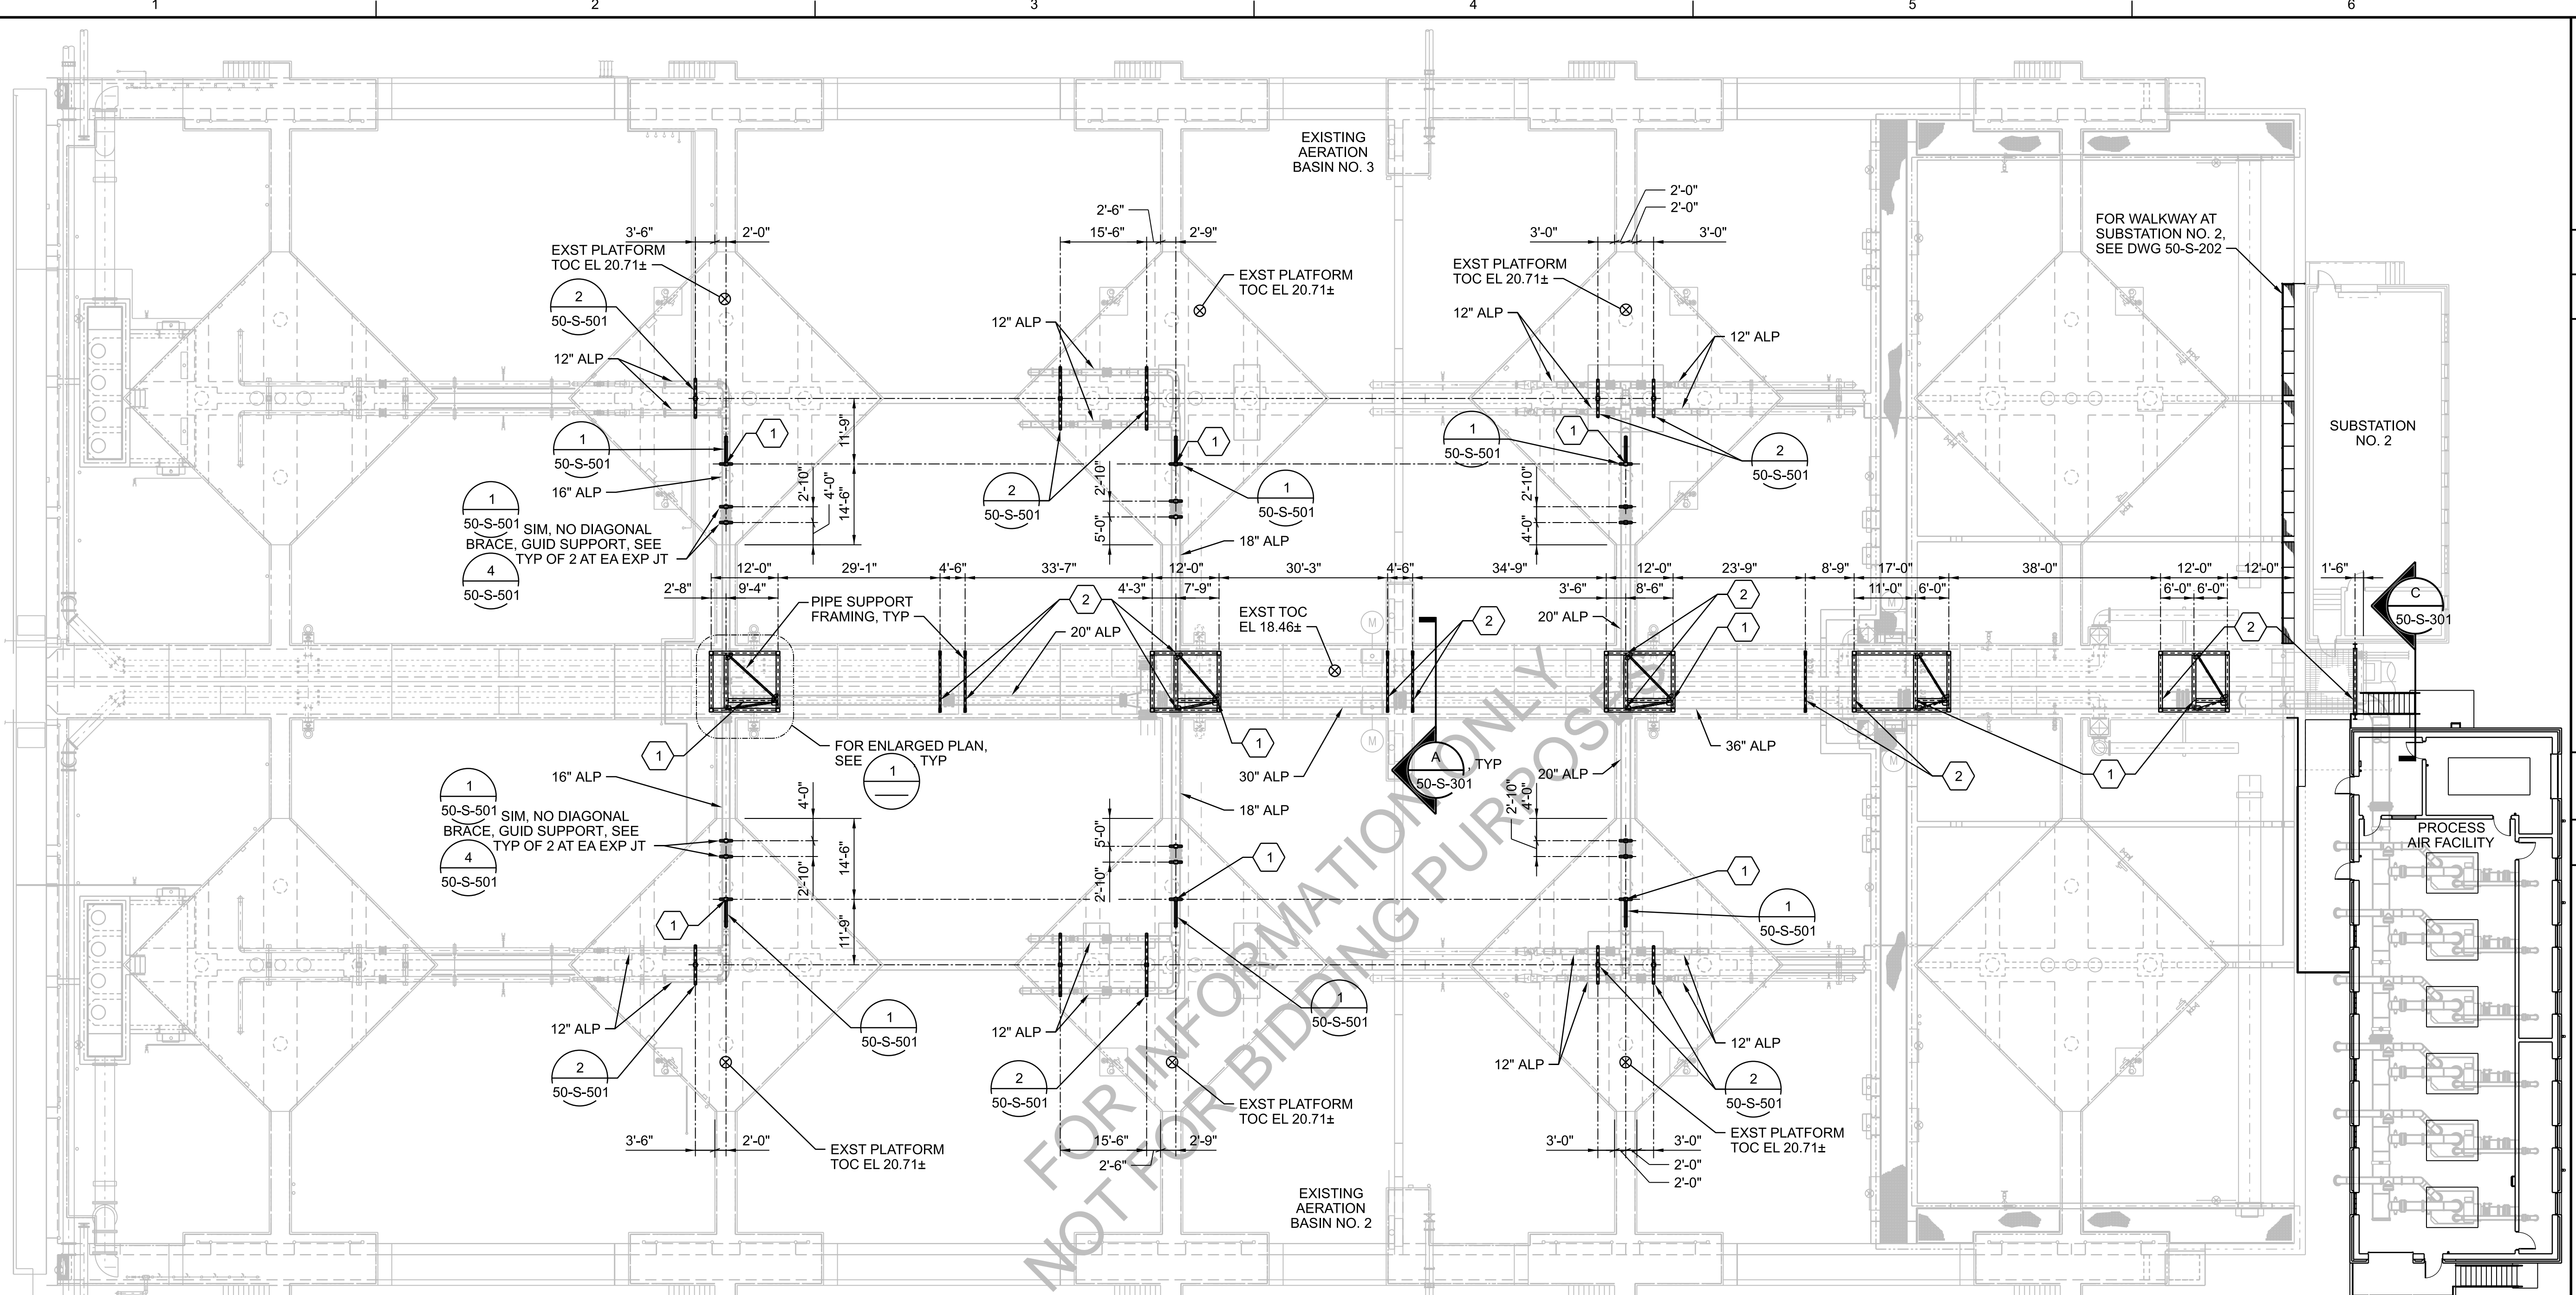 1
2
3
4
5
6
EXISTING
AERATION
BASIN NO. 3
2'-0"
2'-0"
2'-6"
3'-6"
2'-0"
15'-6"
2'-9"
3'-0"
3'-0"
FOR WALKWAY AT
SUBSTATION NO. 2,
SEE DWG 50-S-202
EXST PLATFORM
TOC EL 20.71±
EXST PLATFORM
TOC EL 20.71±
EXST PLATFORM
TOC EL 20.71±
2
50-S-501
12" ALP
12" ALP
12" ALP
12" ALP
SUBSTATION
NO. 2
1
50-S-501
1
11'-9"
1
1
50-S-501
1
2
50-S-501
16" ALP
2'-10"
4'-0"
14'-6"
2
50-S-501
2'-10"
5'-0"
1
50-S-501
2'-10"
4'-0"
1
50-S-501
SIM, NO DIAGONAL
BRACE, GUID SUPPORT, SEE
TYP OF 2 AT EA EXP JT
4
50-S-501
18" ALP
12'-0"
29'-1"
4'-6"
33'-7"
12'-0"
30'-3"
4'-6"
34'-9"
12'-0"
23'-9"
8'-9"
17'-0"
38'-0"
12'-0"
12'-0"
1'-6"
2'-8"
9'-4"
4'-3"
7'-9"
3'-6"
8'-6"
11'-0"
6'-0"
6'-0"
6'-0"
PIPE SUPPORT
FRAMING, TYP
2
20" ALP
EXST TOC
EL 18.46±
M
2
20" ALP
2
1
M
2
C
50-S-301
1
FOR ENLARGED PLAN,
SEE
TYP
1
1
30" ALP
M
A
50-S-301
, TYP
20" ALP
36" ALP
M
2
1
16" ALP
18" ALP
1
50-S-501
SIM, NO DIAGONAL
BRACE, GUID SUPPORT, SEE
TYP OF 2 AT EA EXP JT
4
50-S-501
4'-0"
2'-10"
14'-6"
11'-9"
5'-0"
2'-10"
2'-10"
4'-0"
PROCESS
AIR FACILITY
1
1
1
1
50-S-501
12" ALP
1
50-S-501
12" ALP
1
50-S-501
12" ALP
12" ALP
2
50-S-501
2
50-S-501
2
50-S-501
EXST PLATFORM
TOC EL 20.71±
EXST PLATFORM
TOC EL 20.71±
EXST PLATFORM
TOC EL 20.71±
3'-6"
2'-0"
15'-6"
2'-9"
2'-6"
3'-0"
3'-0"
2'-0"
2'-0"
EXISTING
AERATION
BASIN NO. 2
FOR INFORMATION ONLY
NOT FOR BIDDING PURPOSES